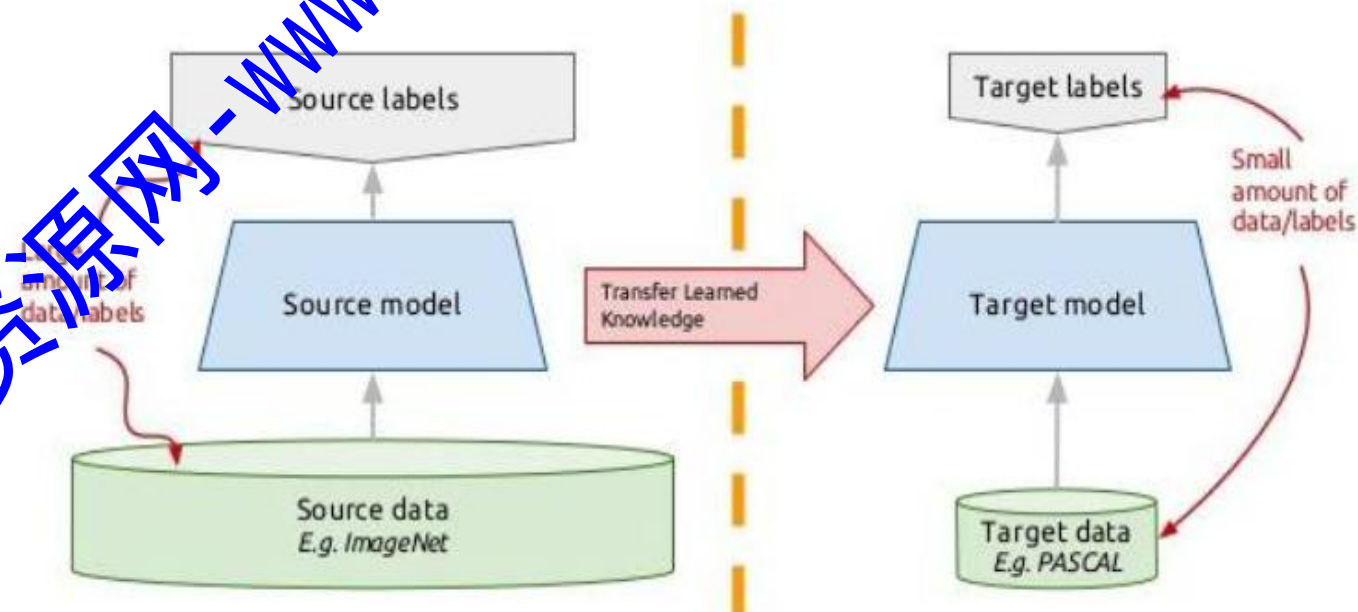 资源网-www
Source labels
Target labels
Large
amount of
data/labels
Small
amount of
data/labels
Source model
Transfer Learned
Knowledge
Target model
Source data
E.g. ImageNet
Target data
E.g. PASCAL